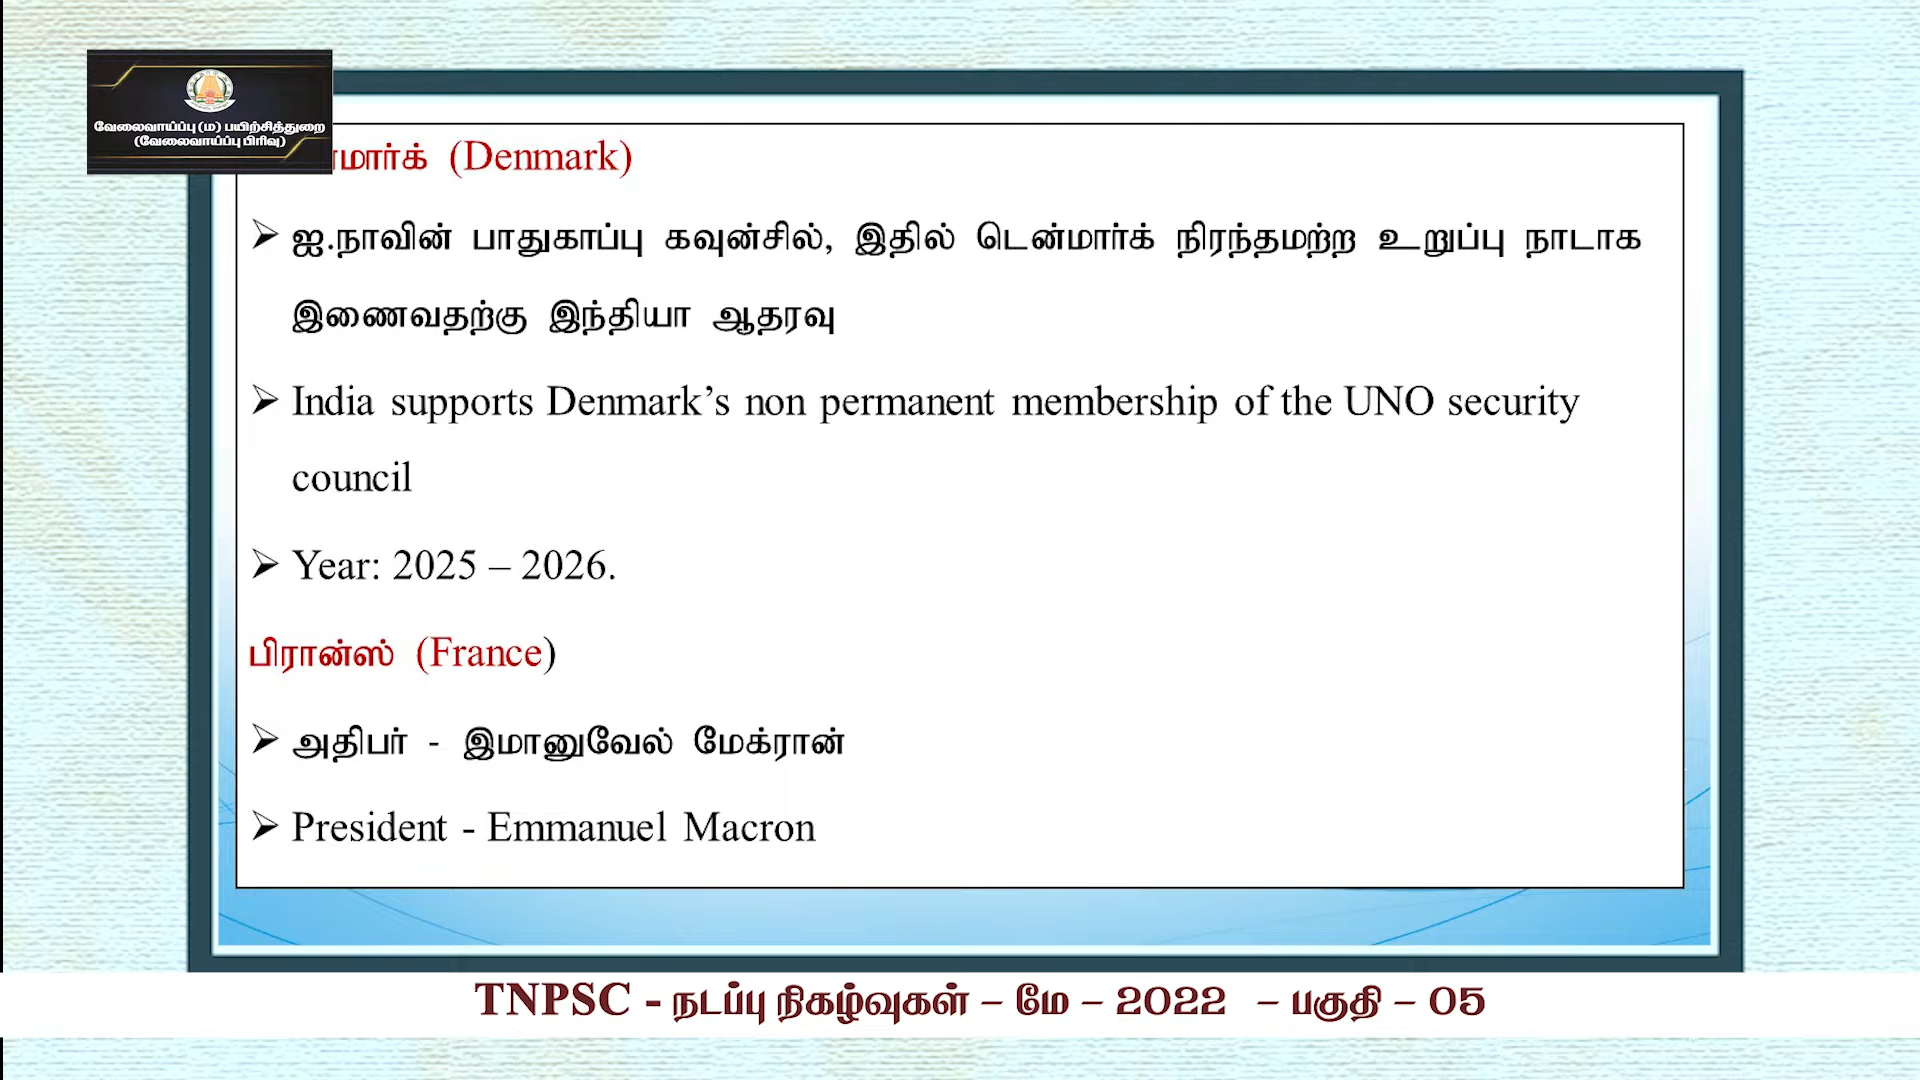 வேலைவாய்ப்பு (ம) பயிற்சித்துறை
(வேலைவாய்ப்பு பிரிவு)
(Denmark)
➢ ஐ.நாவின் பாதுகாப்பு கவுன்சில், இதில் டென்மார்க் நிரந்தமற்ற உறுப்பு நாடாக
இணைவதற்கு இந்தியா ஆதரவு
➢ India supports Denmark’s non permanent membership of the UNO security
council
➢ Year: 2025 – 2026.
பிரான்ஸ் (France)
➢ அதிபர் - இமானுவேல் மேக்ரான்
➢ President - Emmanuel Macron
TNPSC - நடப்பு நிகழ்வுகள் – மே – 2022 – பகுதி – 05